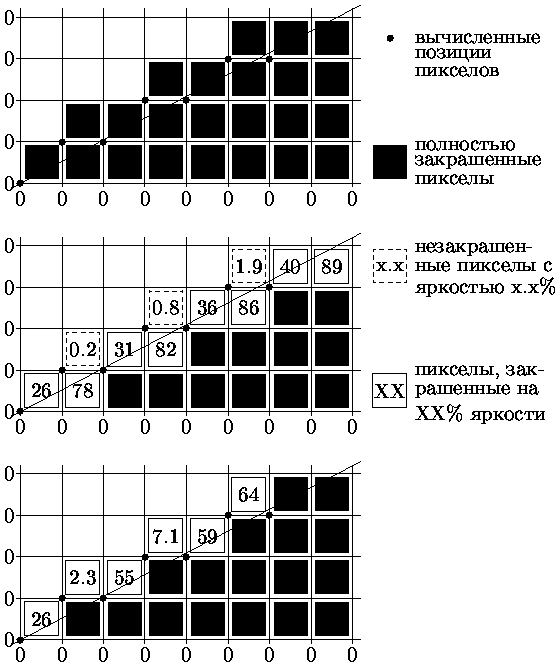 0
0
вычисленные
позиции
пикселов
0
0
полностью
закрашенные
пикселы
0
0 0 0 0 0 0 0 0 0
0
1.9 40 89
x.x
незакрашен-
ные пикселы с
яркостью x.x%
0
0.8 36 86
0
0.2 31 82
0
26 78
XX
пикселы, зак-
рашенные на
XX% яркости
0
0 0 0 0 0 0 0 0 0
0
64
0
7.1 59
0
2.3 55
0
26
0
0 0 0 0 0 0 0 0 0